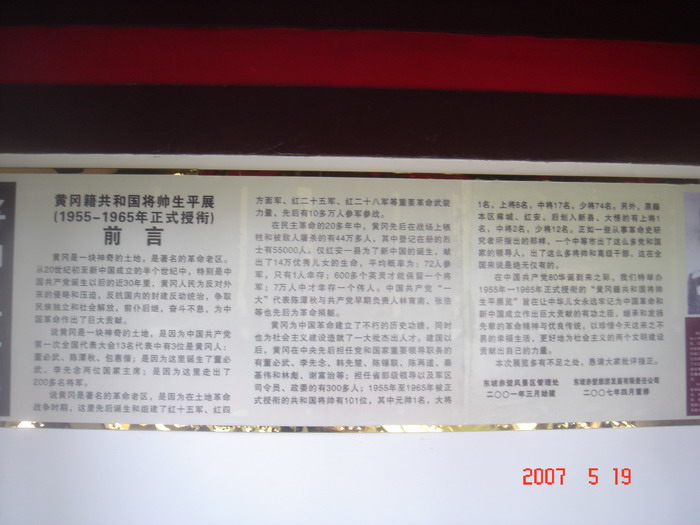 黄冈籍共和国将帅生平展
(1955-1965年正式授衔)
前 言
黄冈是一块神奇的土地,是著名的革命老区。
从20世纪初至新中国成立的半个世纪中,特别是中
国共产党诞生以后的近30年里,黄冈人民为反对外
来的侵略和压迫,反抗国内的封建反动统治,争取
民族独立和社会解放,前仆后继,奋斗不息,为中
国革命作出了巨大贡献。
说黄冈是一块神奇的土地,是因为中国共产党
第一次全国代表大会13名代表中有3位是黄冈人:
董必武、陈潭秋、包惠僧;是因为这里诞生了董必
武、李先念两位国家主席;是因为这里走出了
200多名将军。
说黄冈是著名的革命老区,是因为在土地革命
战争时期,这里先后诞生和组建了红十五军、红四
方面军、红二十五军、红二十八军等重要革命武装
力量,先后有10多万人参军参战。
在民主革命的20多年中,黄冈先后在战场上牺
牲和被敌人屠杀的有44万多人,其中登记在册的烈
士有55000人。仅红安一县为了新中国的诞生,献
出了14万优秀儿女的生命,平均概率为:72人参
军,只有1人幸存;600多个英灵才能保留一个将
军;7万人中才幸存一个伟人。中国共产党“一
大”代表陈潭秋与共产党早期负责人林育南、张浩
等也先后为革命捐躯。
黄冈为中国革命建立了不朽的历史功绩,同时
也为社会主义建设造就了一大批杰出人才。建国以
后,黄冈在中央先后担任党和国家重要领导职务的
有董必武、李先念、韩先楚、陈锡联、陈再道、秦
基伟和林彪、谢富治等;担任省部级领导以及军区
司令员、政委的有300多人;1955年至1965年被正
式授衔的共和国将帅有101位,其中元帅1名,大将
1名,上将8名,中将17名,少将74名。另外,原籍
本区麻城、红安,后划入新县、大悟的有上将1
名,中将2名,少将12名。正如一些从事革命史研
究者所指出的那样,一个中等市出了这么多党和国
家的领导人,出了这么多将帅和高级干部,这在全
国来说是绝无仅有的。
在中国共产党80华诞到来之际,我们特举办
1955年—1965年正式授衔的“黄冈籍共和国将帅生
平展览”旨在让中华儿女永远牢记为中国革命和
新中国成立作出巨大贡献的有功之臣,继承和发扬
先辈的革命精神与优良传统,以珍惜今天这来之不
易的幸福生活,更好地为社会主义的两个文明建设
贡献出自己的力量。
本次展览多有不足之处,恳请大家批评指正。
东坡赤壁风景区管理处 东坡赤壁旅游发展有限责任公司
二〇〇一年三月始建 二〇〇七年四月重修
2007 5 19